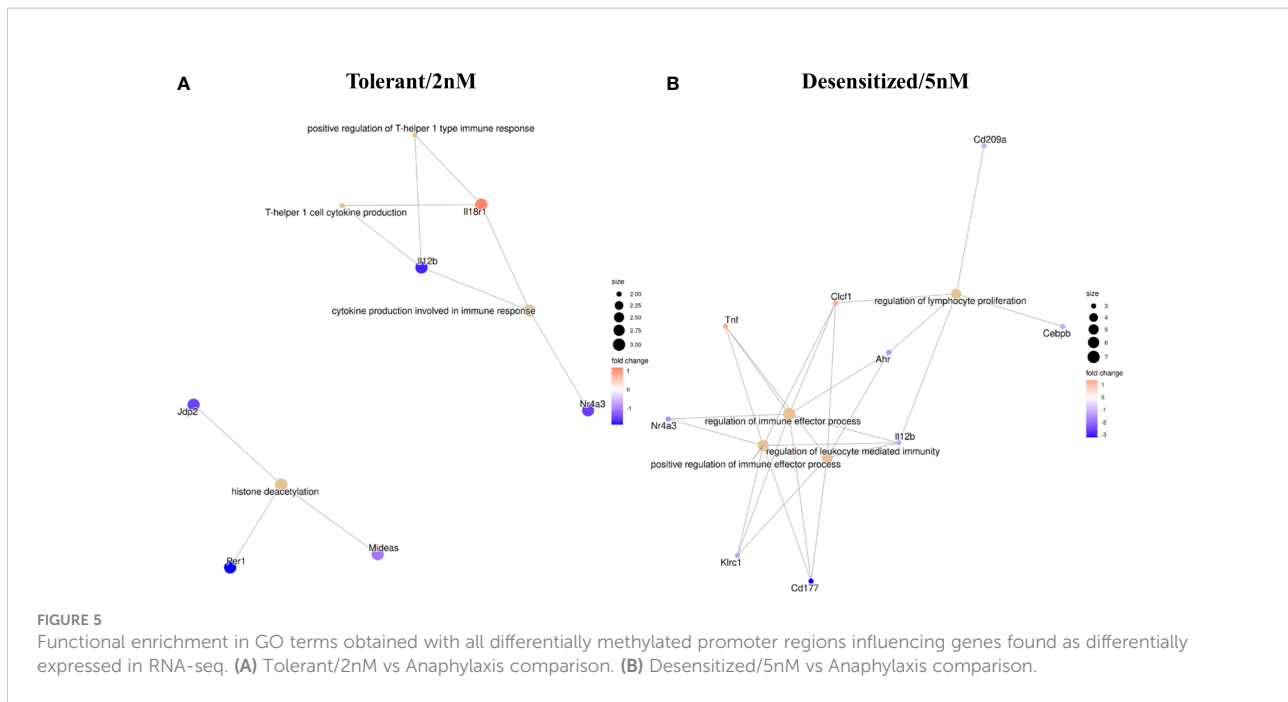 A
Tolerant/2nM
positive regulation of T-helper 1 type immune response
T-helper 1 cell cytokine production
Il18r1
Il12b
cytokine production involved in immune response
Nr4a3
Jdp2
histone deacetylation
Per1
Mideas
size
2.00
2.25
2.50
2.75
3.00
fold change
1
0
-1
B
Desensitized/5nM
Cd209a
Clcf1
regulation of lymphocyte proliferation
Tnf
Cebpb
Ahr
Nr4a3
regulation of immune effector process
Il12b
regulation of leukocyte mediated immunity
positive regulation of immune effector process
Klrc1
Cd177
size
3
4
5
6
7
fold change
1
0
-1
-2
-3
FIGURE 5
Functional enrichment in GO terms obtained with all differentially methylated promoter regions influencing genes found as differentially
expressed in RNA-seq. (A) Tolerant/2nM vs Anaphylaxis comparison. (B) Desensitized/5nM vs Anaphylaxis comparison.